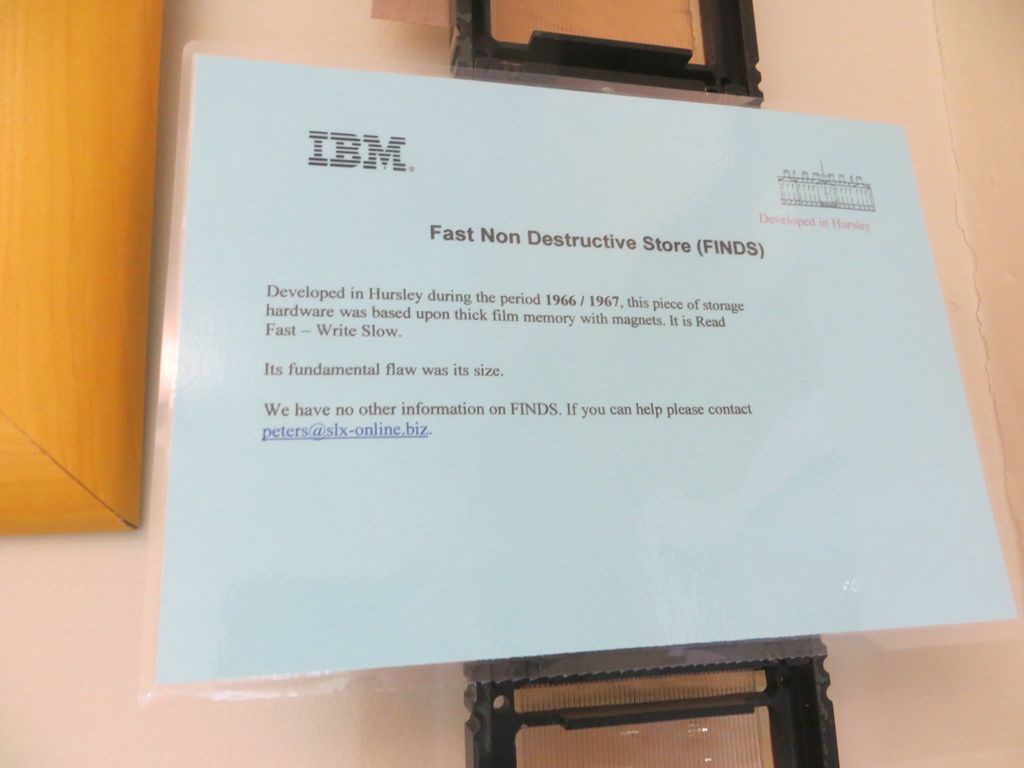 IBM
Developed in Hursley
Fast Non Destructive Store (FINDS)
Developed in Hursley during the period 1966 / 1967, this piece of storage
hardware was based upon thick film memory with magnets. It is Read
Fast – Write Slow.
Its fundamental flaw was its size.
We have no other information on FINDS. If you can help please contact
peters@slx-online.biz.